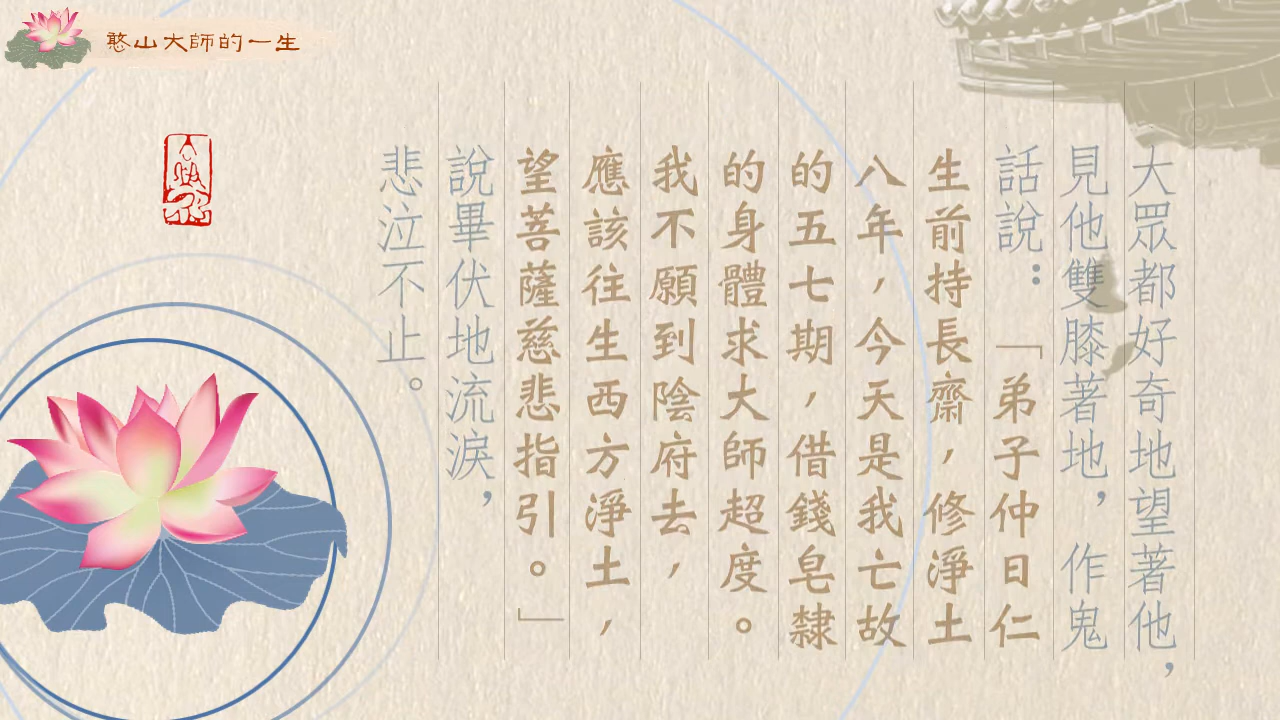 憨山大師的一生
大眾都好奇地望著他，
見他雙膝著地，作鬼
話說：「弟子仲日仁
生前持長齋，修淨土
八年，今天是我亡故
的五七期，借錢皂隸
的身體求大師超度。
我不願到陰府去，
應該往生西方淨土，
望菩薩慈悲指引。」
說畢伏地流淚，
悲泣不止。